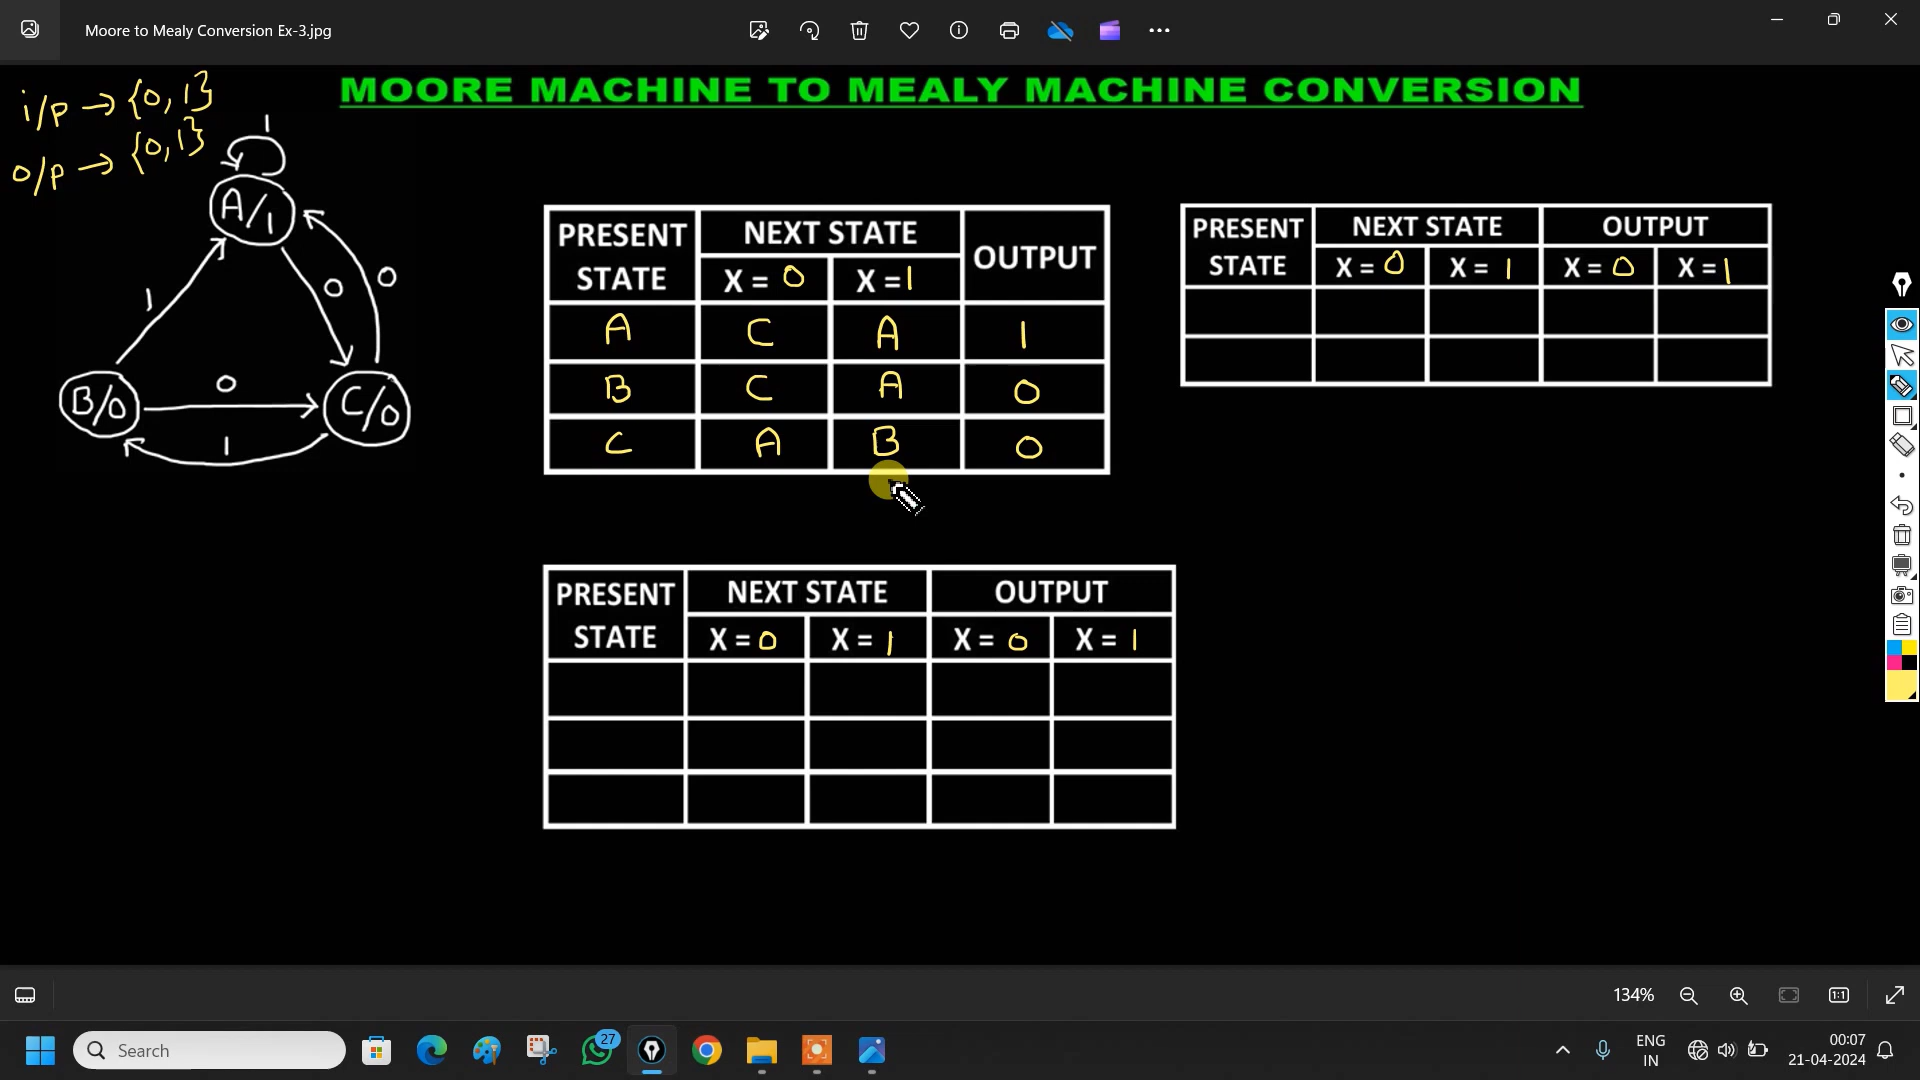 Moore to Mealy Conversion Ex-3.jpg
MOORE MACHINE TO MEALY MACHINE CONVERSION
i/p → {0, 1}
o/p → {0, 1}
1
A/1
1
0
0
B/0
0
C/0
1
PRESENT STATE NEXT STATE OUTPUT
X = 0 X = 1
A C A 1
B C A 0
C A B 0
PRESENT STATE NEXT STATE OUTPUT
X = 0 X = 1 X = 0 X = 1
PRESENT STATE NEXT STATE OUTPUT
X = 0 X = 1 X = 0 X = 1
134%
1:1
Search
27
ENG
IN
00:07
21-04-2024